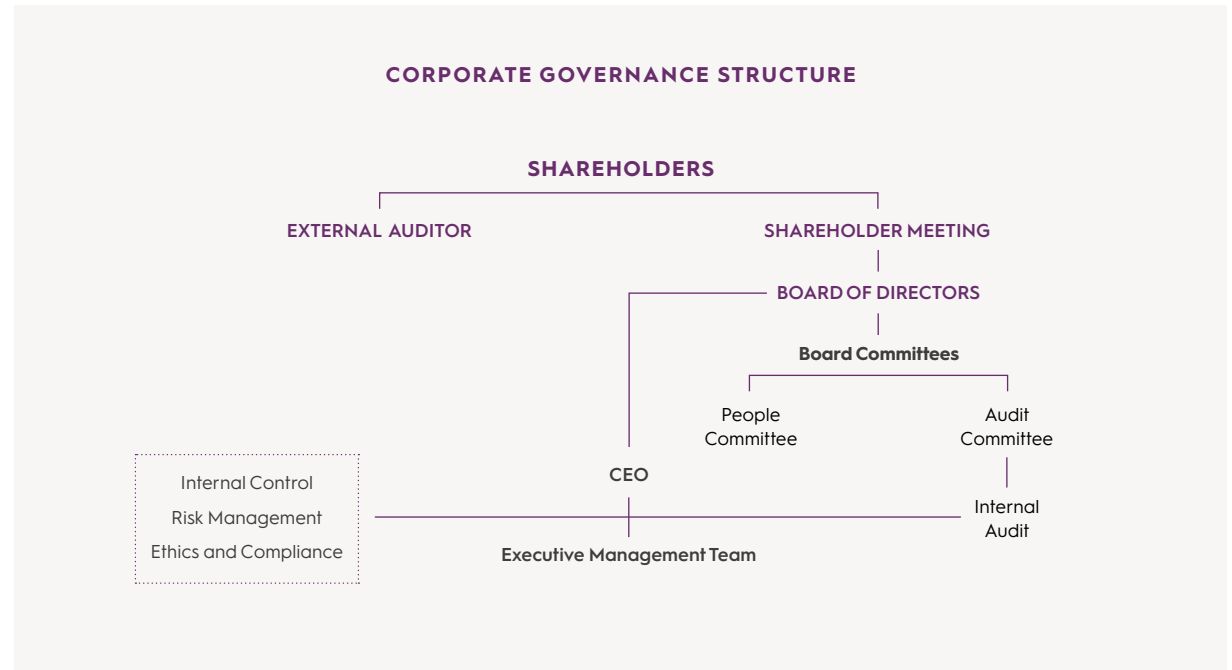 CORPORATE GOVERNANCE STRUCTURE
SHAREHOLDERS
EXTERNAL AUDITOR
SHAREHOLDER MEETING
BOARD OF DIRECTORS
Board Committees
People
Committee
Audit
Committee
CEO
Internal Control
Risk Management
Ethics and Compliance
Internal
Audit
Executive Management Team